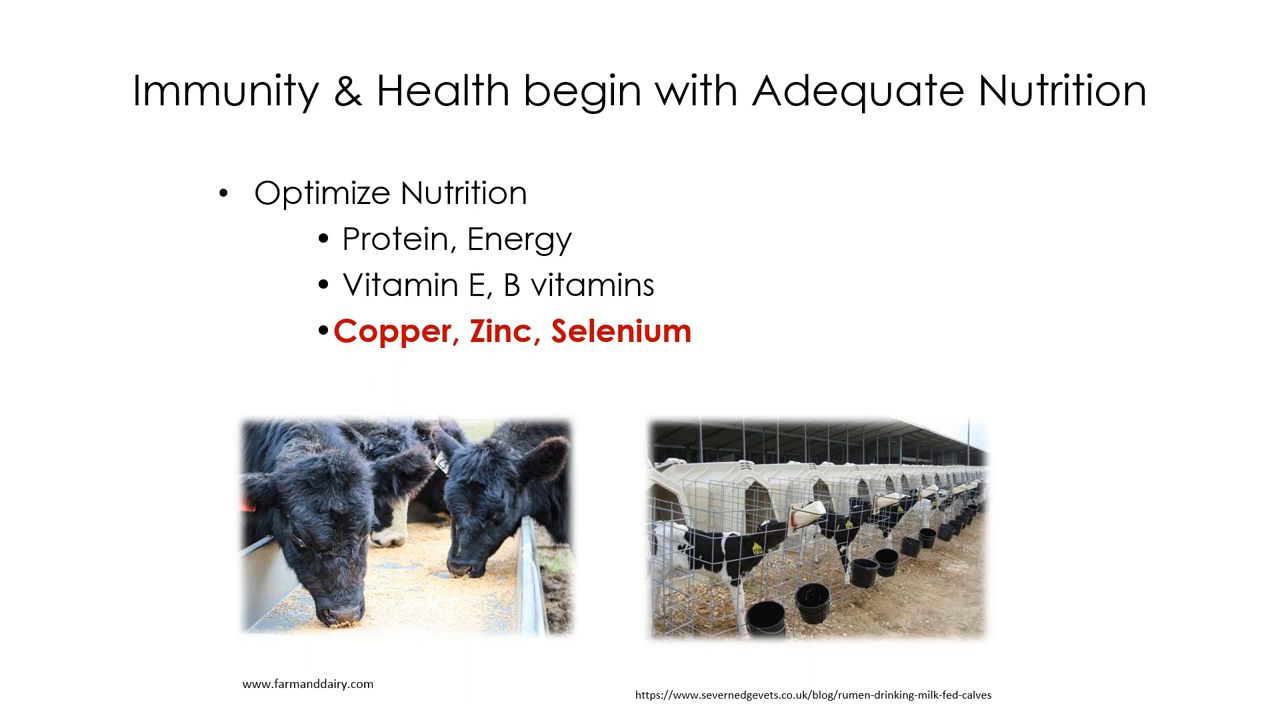 Immunity & Health begin with Adequate Nutrition
• Optimize Nutrition
• Protein, Energy
• Vitamin E, B vitamins
•Copper, Zinc, Selenium
www.farmanddairy.com
https://www.severnedgevets.co.uk/blog/rumen-drinking-milk-fed-calves